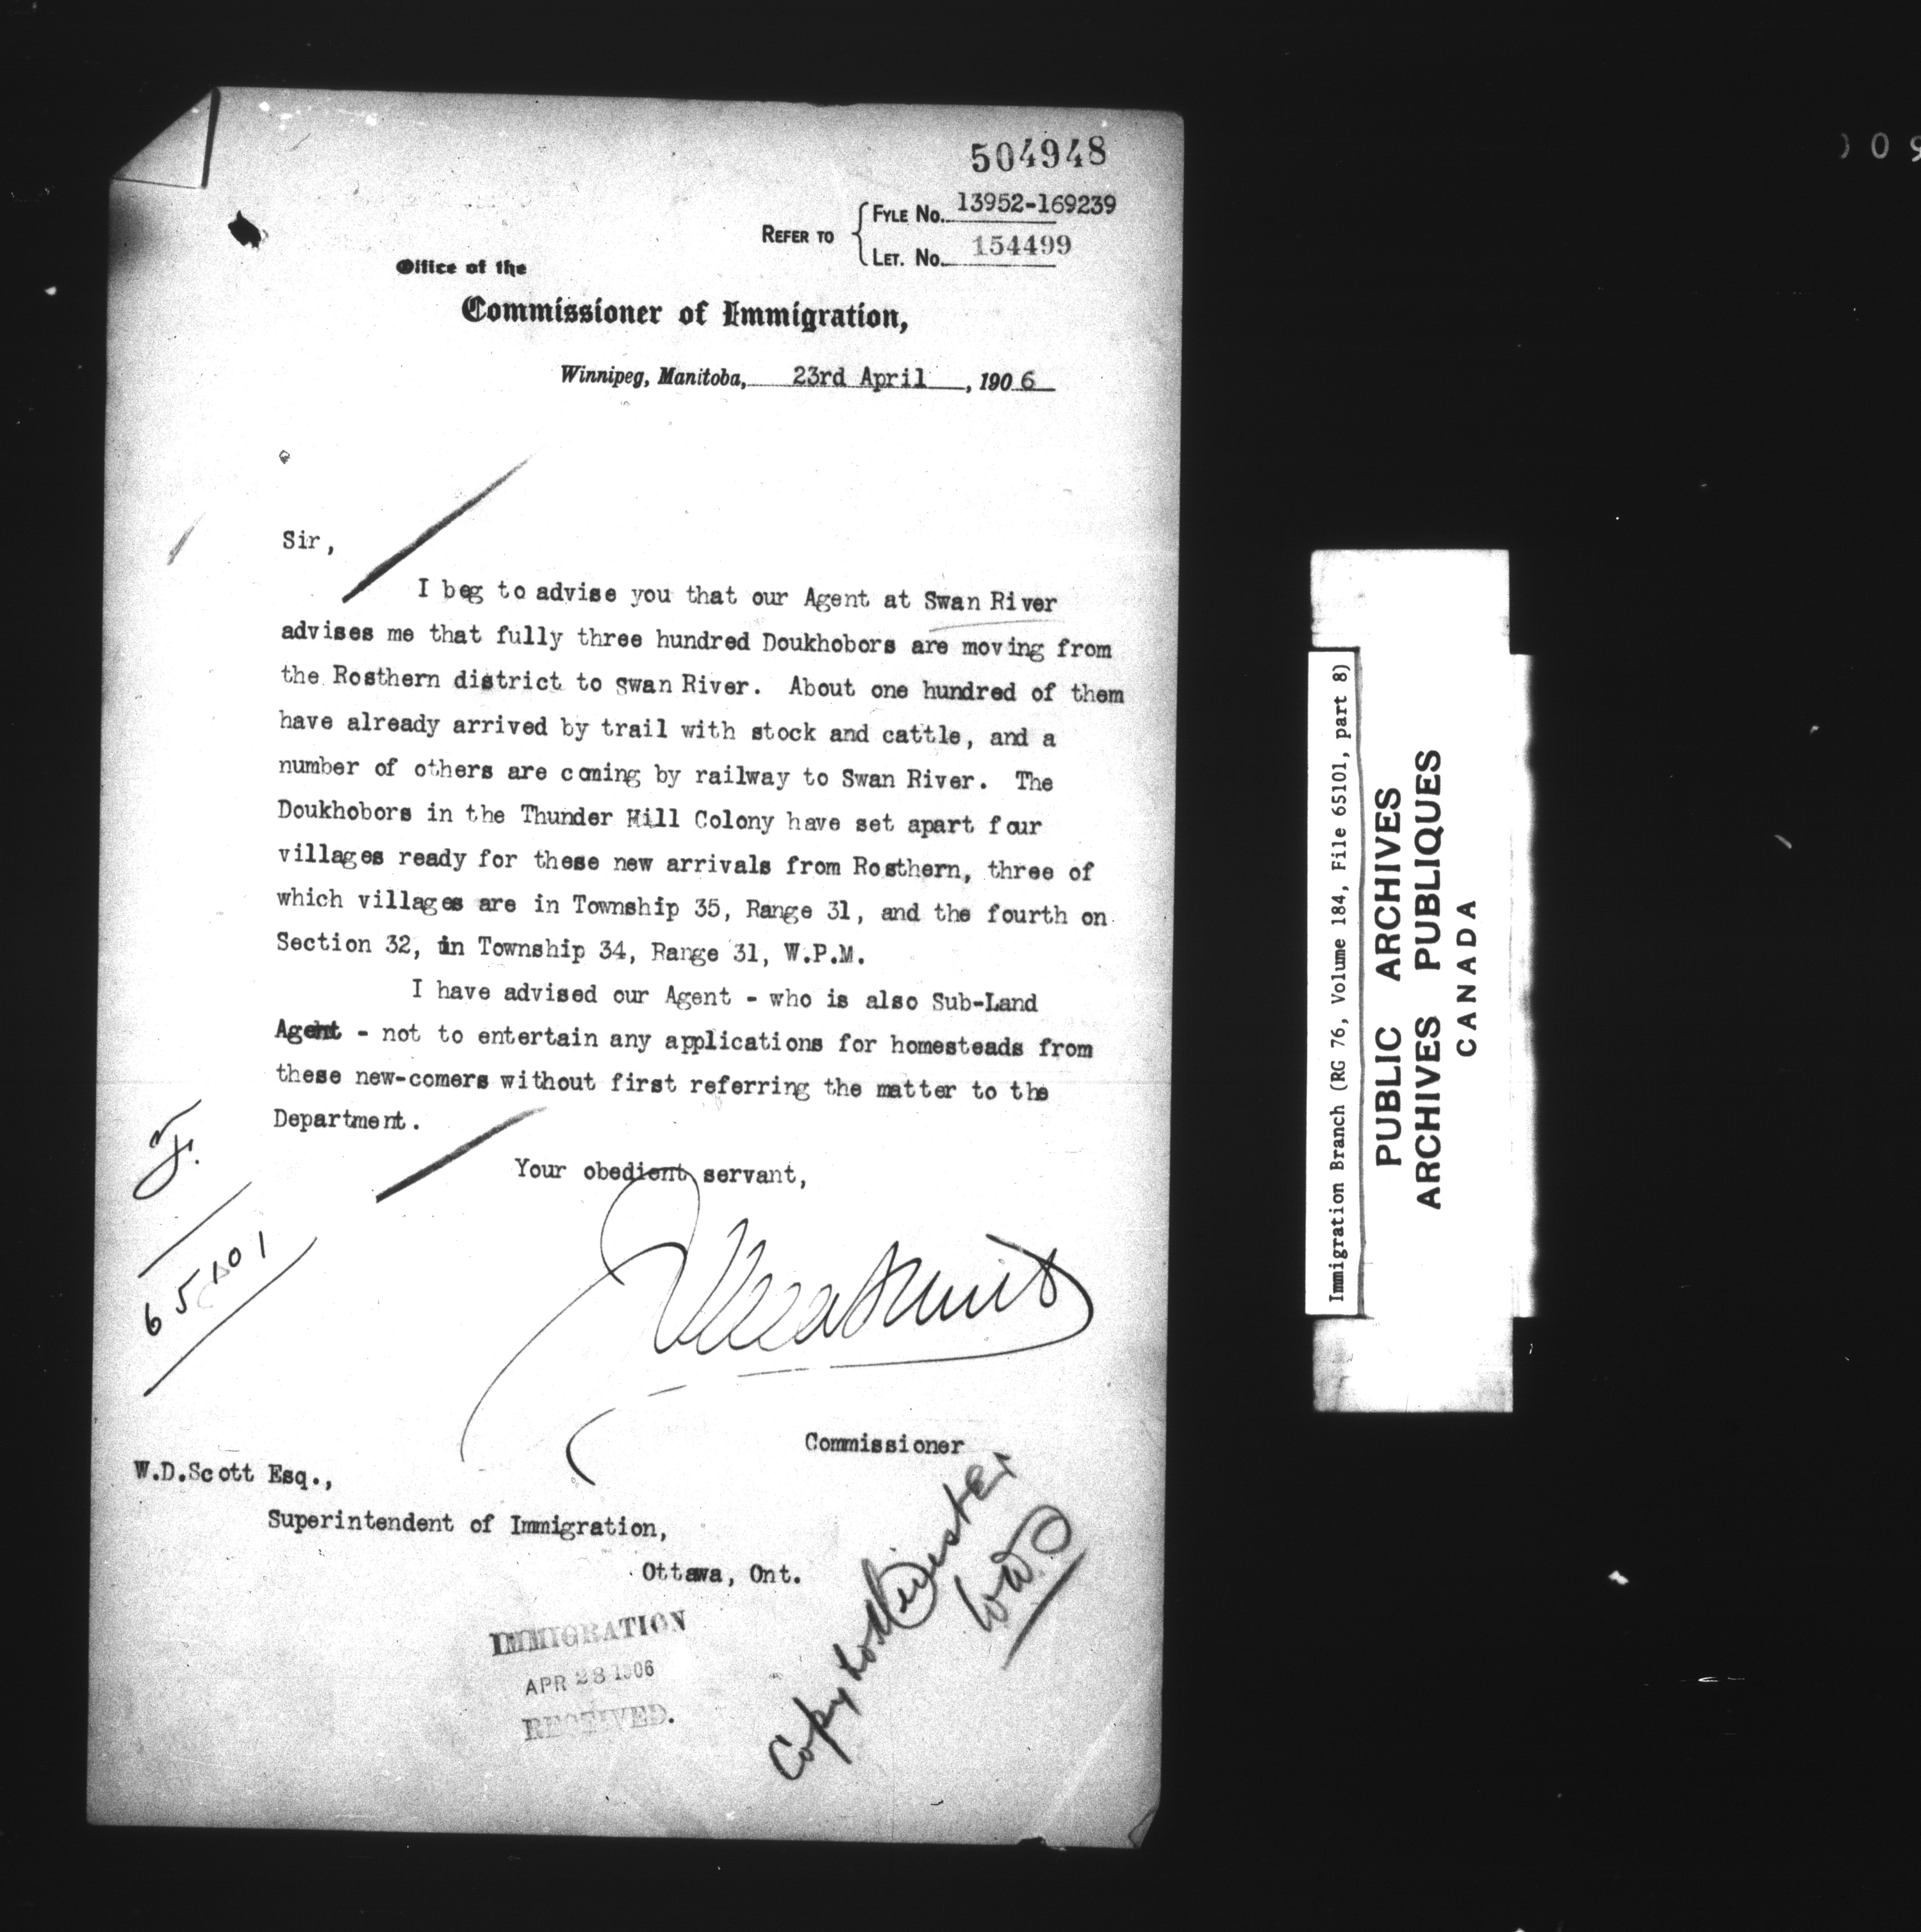 504948
REFER TO
FYLE No. 13952-169239
LET. No. 154499
Office of the
Commissioner of Immigration,
Winnipeg, Manitoba, 23rd April, 1906
Sir,
I beg to advise you that our Agent at Swan River
advises me that fully three hundred Doukhobors are moving from
the Rosthern district to Swan River. About one hundred of them
have already arrived by trail with stock and cattle, and a
number of others are coming by railway to Swan River. The
Doukhobors in the Thunder Hill Colony have set apart four
villages ready for these new arrivals from Rosthern, three of
which villages are in Township 35, Range 31, and the fourth on
Section 32, in Township 34, Range 31, W.P.M.
I have advised our Agent - who is also Sub-Land
Agent - not to entertain any applications for homesteads from
these new-comers without first referring the matter to the
Department.
Your obedient servant,
65101
Commissioner
W.D.Scott Esq.,
Superintendent of Immigration,
Ottawa, Ont.
Copy to Minister
IMMIGRATION
APR 28 1906
RECEIVED.
Immigration Branch (RG 76, Volume 184, File 65101, part 8)
PUBLIC ARCHIVES
ARCHIVES PUBLIQUES
CANADA